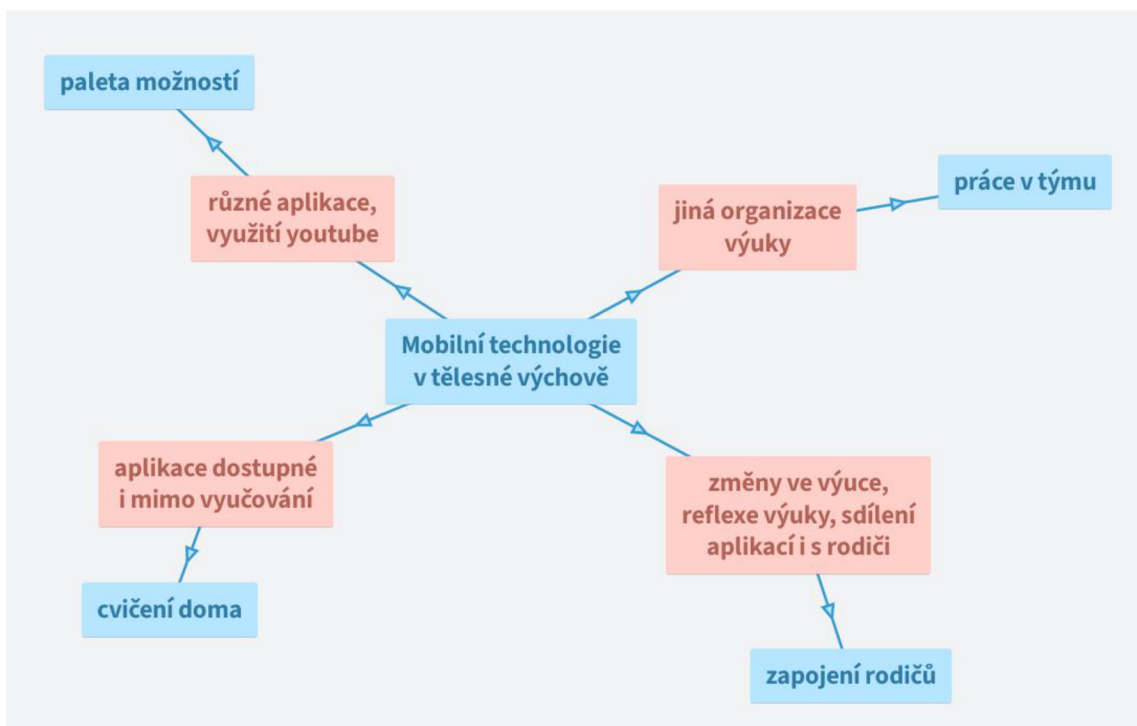 paleta možností
různé aplikace,
využití youtube
jiná organizace
výuky
práce v týmu
Mobilní technologie
v tělesné výchově
aplikace dostupné
i mimo vyučování
cvičení doma
změny ve výuce,
reflexe výuky, sdílení
aplikací i s rodiči
zapojení rodičů